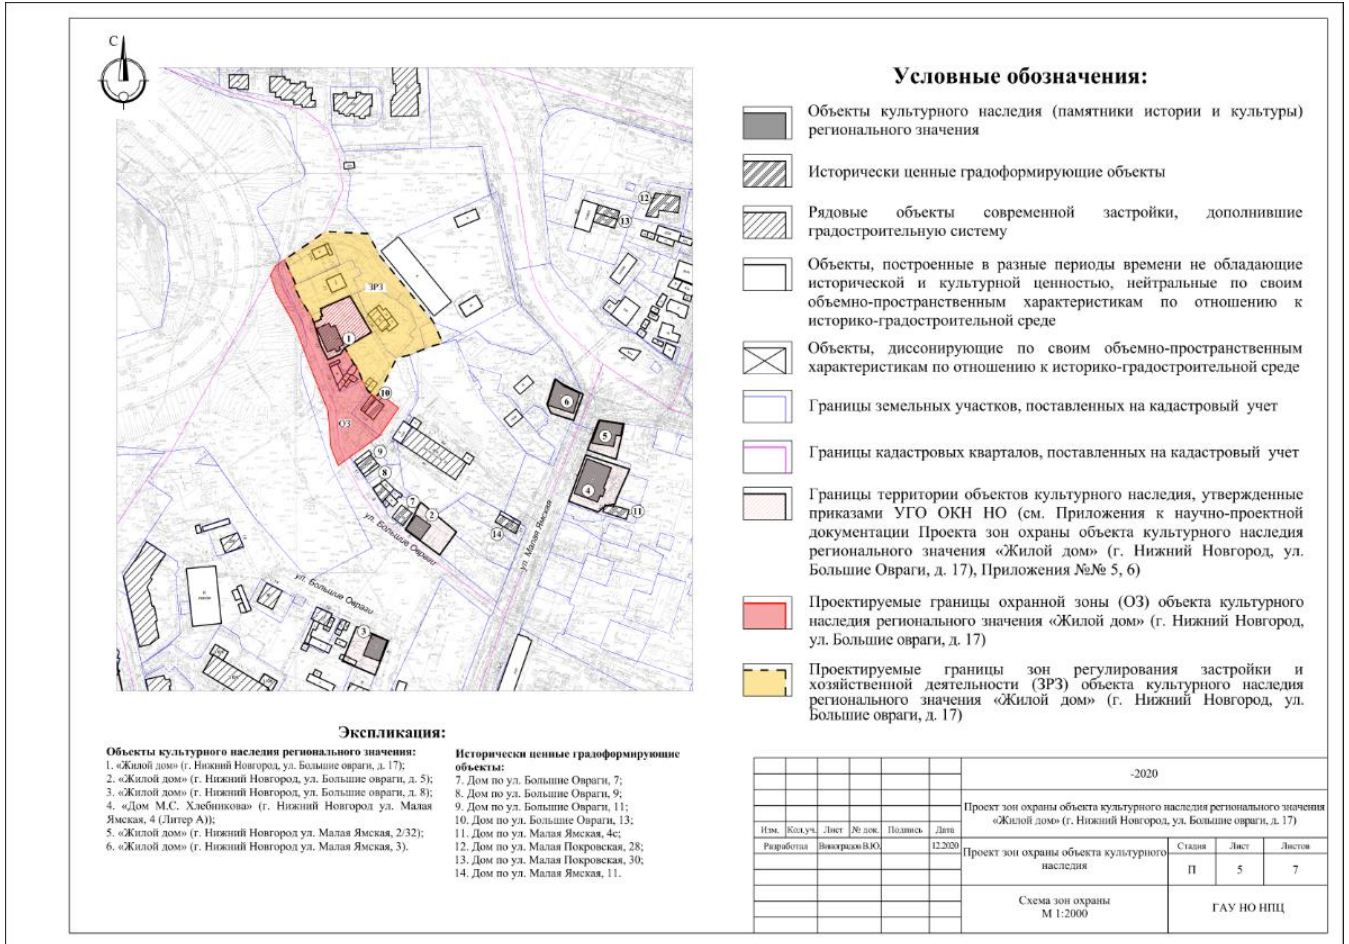 С
ЗРЗ
1
10
ОЗ
12
13
6
5
4
11
14
9
8
7
2
3
ул. Большие Овраги
ул. Большие Овраги
ул. Малая Ямская
Условные обозначения:
Объекты культурного наследия (памятники истории и культуры)
регионального значения
Исторически ценные градоформирующие объекты
Рядовые объекты современной застройки, дополнившие
градостроительную систему
Объекты, построенные в разные периоды времени не обладающие
исторической и культурной ценностью, нейтральные по своим
объемно-пространственным характеристикам по отношению к
историко-градостроительной среде
Объекты, диссонирующие по своим объемно-пространственным
характеристикам по отношению к историко-градостроительной среде
Границы земельных участков, поставленных на кадастровый учет
Границы кадастровых кварталов, поставленных на кадастровый учет
Границы территории объектов культурного наследия, утвержденные
приказами УГО ОКН НО (см. Приложения к научно-проектной
документации Проекта зон охраны объекта культурного наследия
регионального значения «Жилой дом» (г. Нижний Новгород, ул.
Большие Овраги, д. 17), Приложения №№ 5, 6)
Проектируемые границы охранной зоны (ОЗ) объекта культурного
наследия регионального значения «Жилой дом» (г. Нижний Новгород,
ул. Большие овраги, д. 17)
Проектируемые границы зон регулирования застройки и
хозяйственной деятельности (ЗРЗ) объекта культурного наследия
регионального значения «Жилой дом» (г. Нижний Новгород, ул.
Большие овраги, д. 17)
Экспликация:
Объекты культурного наследия регионального значения:
1. «Жилой дом» (г. Нижний Новгород, ул. Большие овраги, д. 17);
2. «Жилой дом» (г. Нижний Новгород, ул. Большие овраги, д. 5);
3. «Жилой дом» (г. Нижний Новгород, ул. Большие овраги, д. 8);
4. «Дом М.С. Хлебникова» (г. Нижний Новгород ул. Малая
Ямская, 4 (Литер А));
5. «Жилой дом» (г. Нижний Новгород ул. Малая Ямская, 2/32);
6. «Жилой дом» (г. Нижний Новгород ул. Малая Ямская, 3).
Исторически ценные градоформирующие
объекты:
7. Дом по ул. Большие Овраги, 7;
8. Дом по ул. Большие Овраги, 9;
9. Дом по ул. Большие Овраги, 11;
10. Дом по ул. Большие Овраги, 13;
11. Дом по ул. Малая Ямская, 4с;
12. Дом по ул. Малая Покровская, 28;
13. Дом по ул. Малая Покровская, 30;
14. Дом по ул. Малая Ямская, 11.
-2020
Проект зон охраны объекта культурного наследия регионального значения
«Жилой дом» (г. Нижний Новгород, ул. Большие овраги, д. 17)
Изм. Кол.уч. Лист № док. Подпись Дата
Разработал Виноградов В.Ю. 12.2020
Проект зон охраны объекта культурного
наследия
Стадия Лист Листов
П 5 7
Схема зон охраны
М 1:2000
ГАУ НО НПЦ